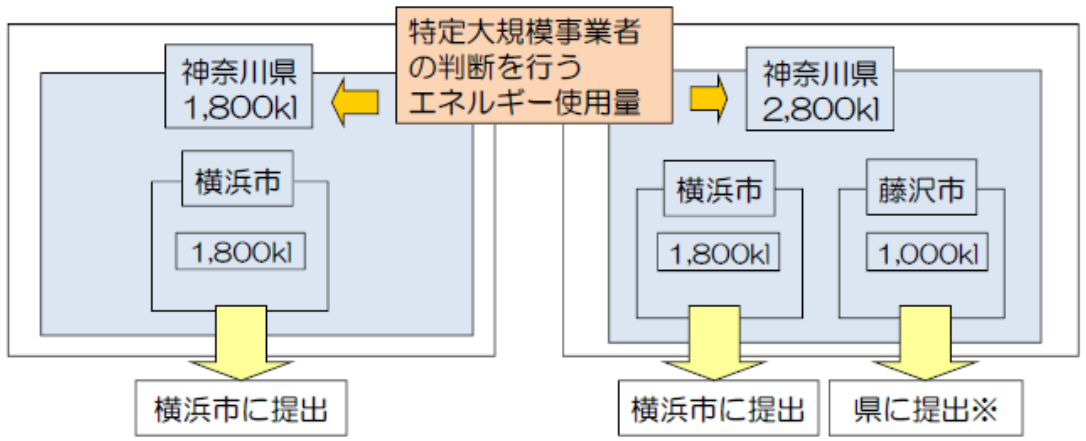 特定大規模事業者
の判断を行う
エネルギー使用量
神奈川県
1,800kl
横浜市
1,800kl
横浜市に提出
神奈川県
2,800kl
横浜市
1,800kl
横浜市に提出
藤沢市
1,000kl
県に提出※